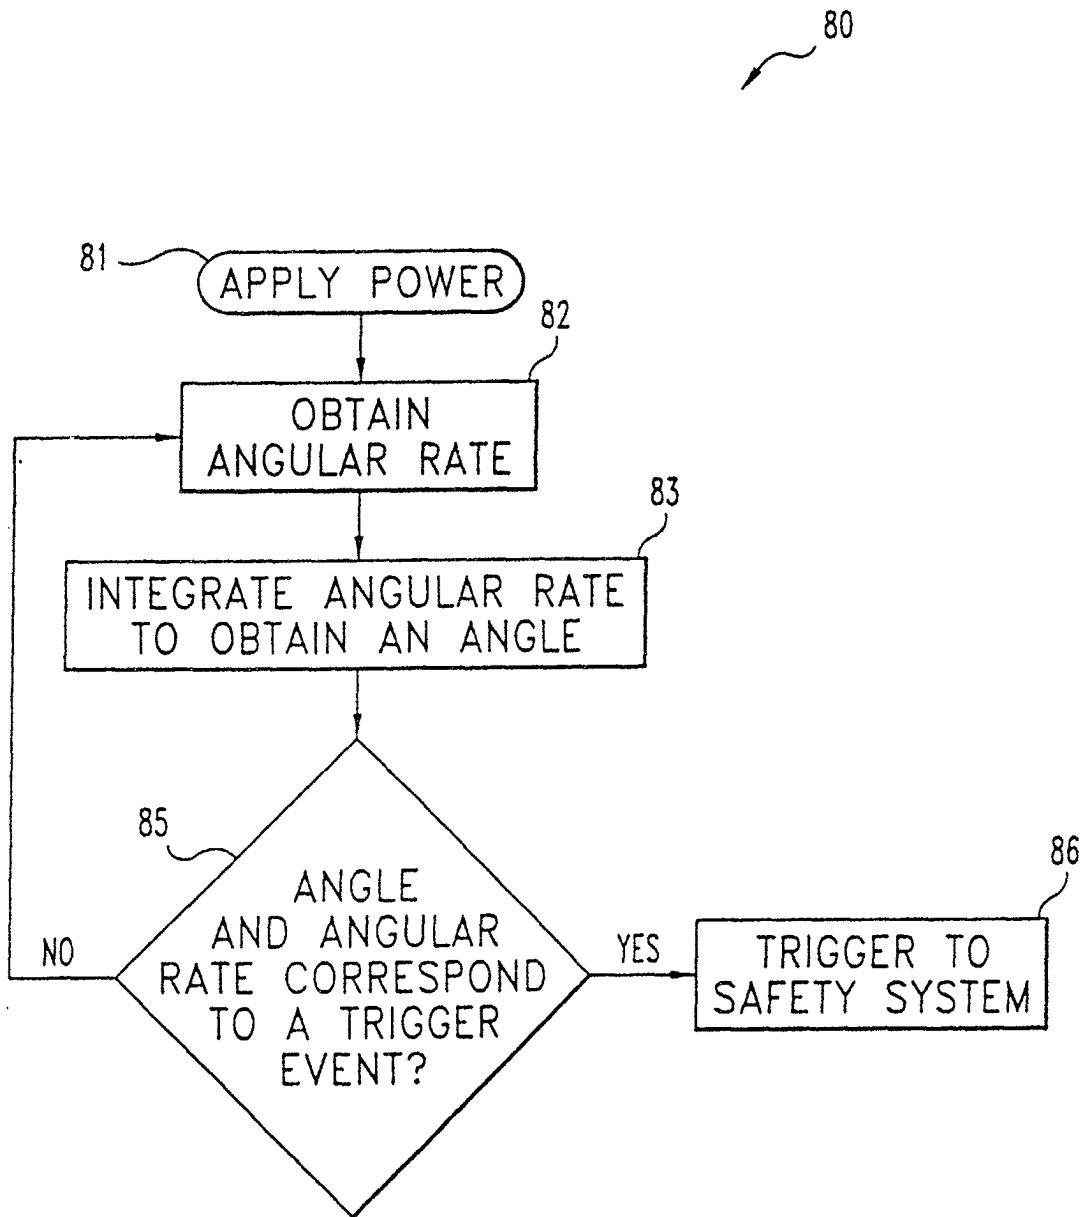 80
81
APPLY POWER
82
OBTAIN
ANGULAR RATE
83
INTEGRATE ANGULAR RATE
TO OBTAIN AN ANGLE
85
ANGLE
AND ANGULAR
RATE CORRESPOND
TO A TRIGGER
EVENT?
NO
YES
86
TRIGGER TO
SAFETY SYSTEM